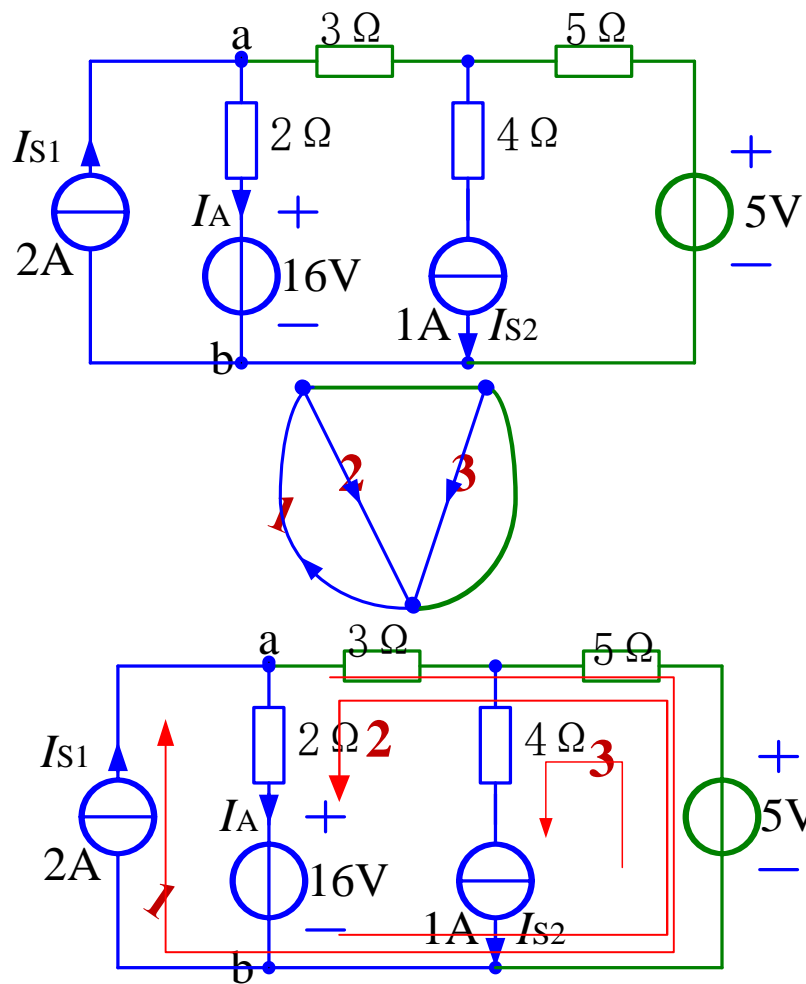 3 Ω 5 Ω
a
2 Ω 4 Ω
IS1 + +
IA
2A 16V 5V
− 1A IS2 −
b
2 3
1
3 Ω 5 Ω
a
2 Ω 2 4 Ω 3
IS1 + +
IA
2A 16V 5V
1 − 1A IS2 −
b